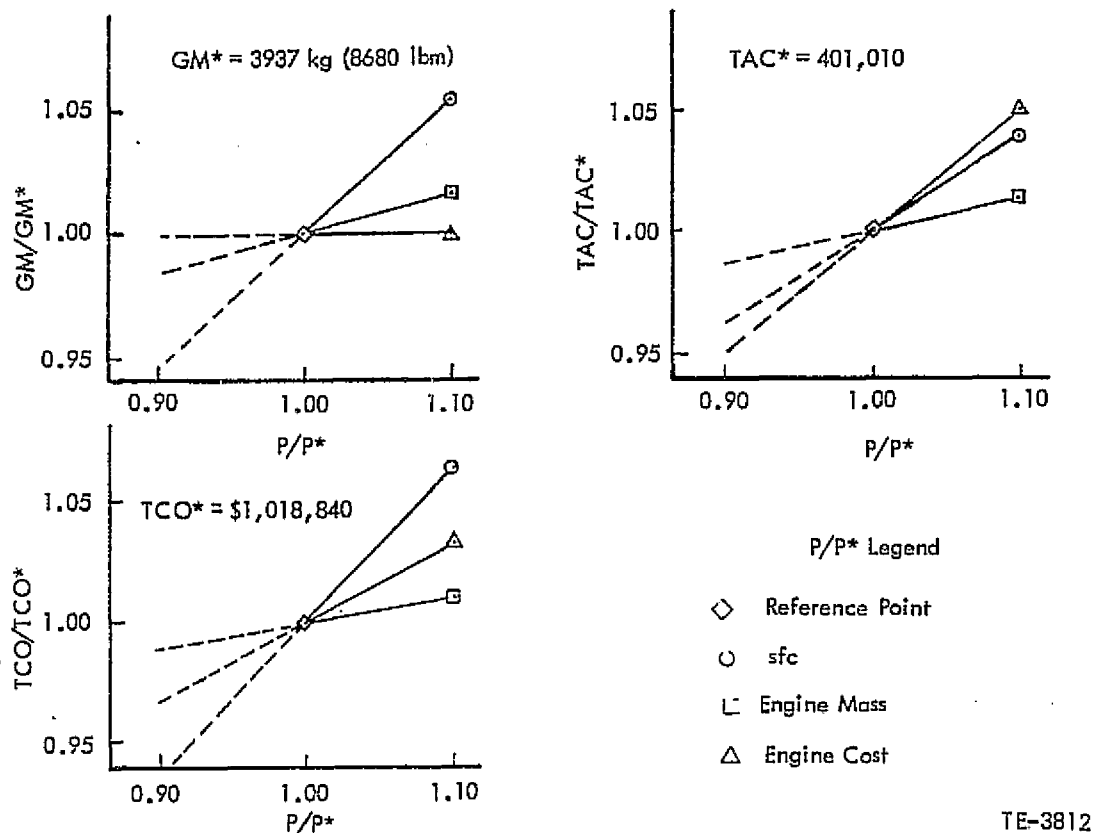 GM* = 3937 kg (8680 lbm)
1.05
1.00
0.95
GM/GM*
0.90 1.00 1.10
P/P*
TAC* = 401,010
1.05
1.00
0.95
TAC/TAC*
0.90 1.00 1.10
P/P*
TCO* = $1,018,840
1.05
1.00
0.95
TCO/TCO*
0.90 1.00 1.10
P/P*
P/P* Legend
Reference Point
sfc
Engine Mass
Engine Cost
TE-3812